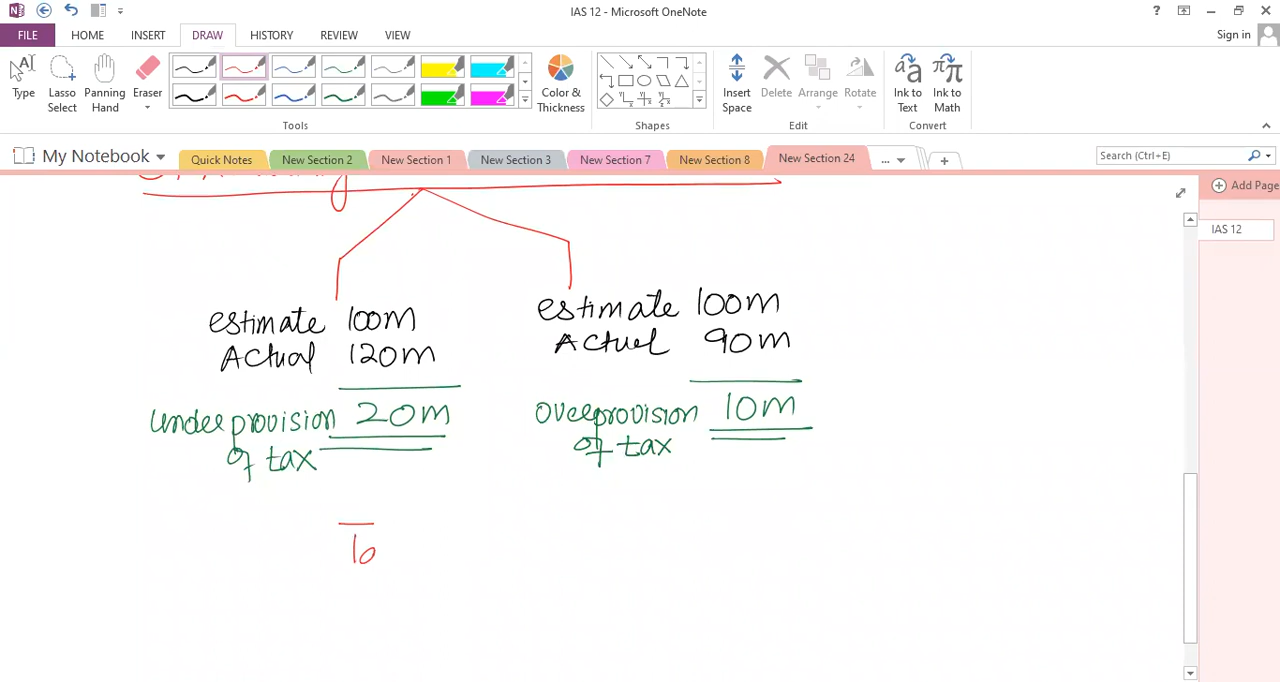 IAS 12 - Microsoft OneNote
?
FILE HOME INSERT DRAW HISTORY REVIEW VIEW
Sign in
Type
Lasso Select
Panning Hand
Eraser
Color & Thickness
Insert Space
Delete
Arrange
Rotate
Ink to Text
Ink to Math
Tools
Shapes
Edit
Convert
My Notebook
Quick Notes
New Section 2
New Section 1
New Section 3
New Section 7
New Section 8
New Section 24
...
Search (Ctrl+E)
Add Page
IAS 12
estimate 100M
Actual 120M
underprovision 20M
of tax
estimate 100M
Actual 90M
overprovision 10M
of tax
10